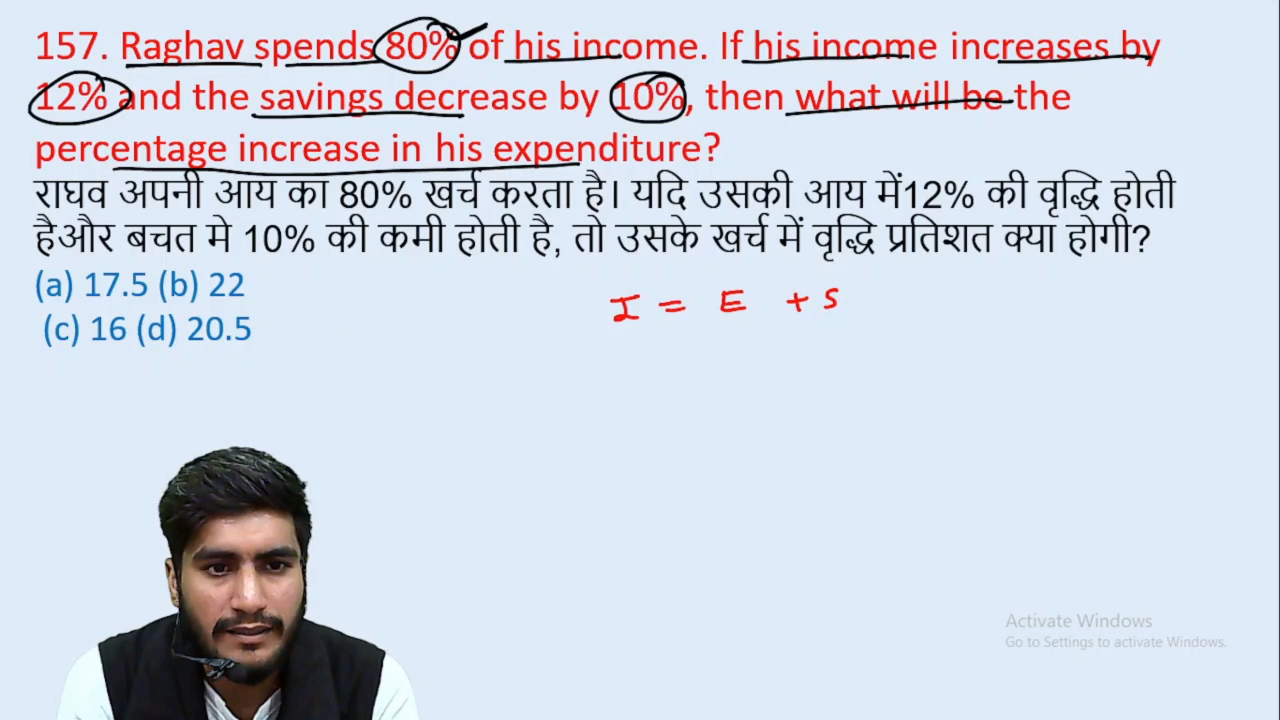 157. Raghav spends 80% of his income. If his income increases by
12% and the savings decrease by 10%, then what will be the
percentage increase in his expenditure?
राघव अपनी आय का 80% खर्च करता है। यदि उसकी आय में12% की वृद्धि होती
हैऔर बचत मे 10% की कमी होती है, तो उसके खर्च में वृद्धि प्रतिशत क्या होगी?
(a) 17.5 (b) 22
(c) 16 (d) 20.5
I = E + S
Activate Windows
Go to Settings to activate Windows.